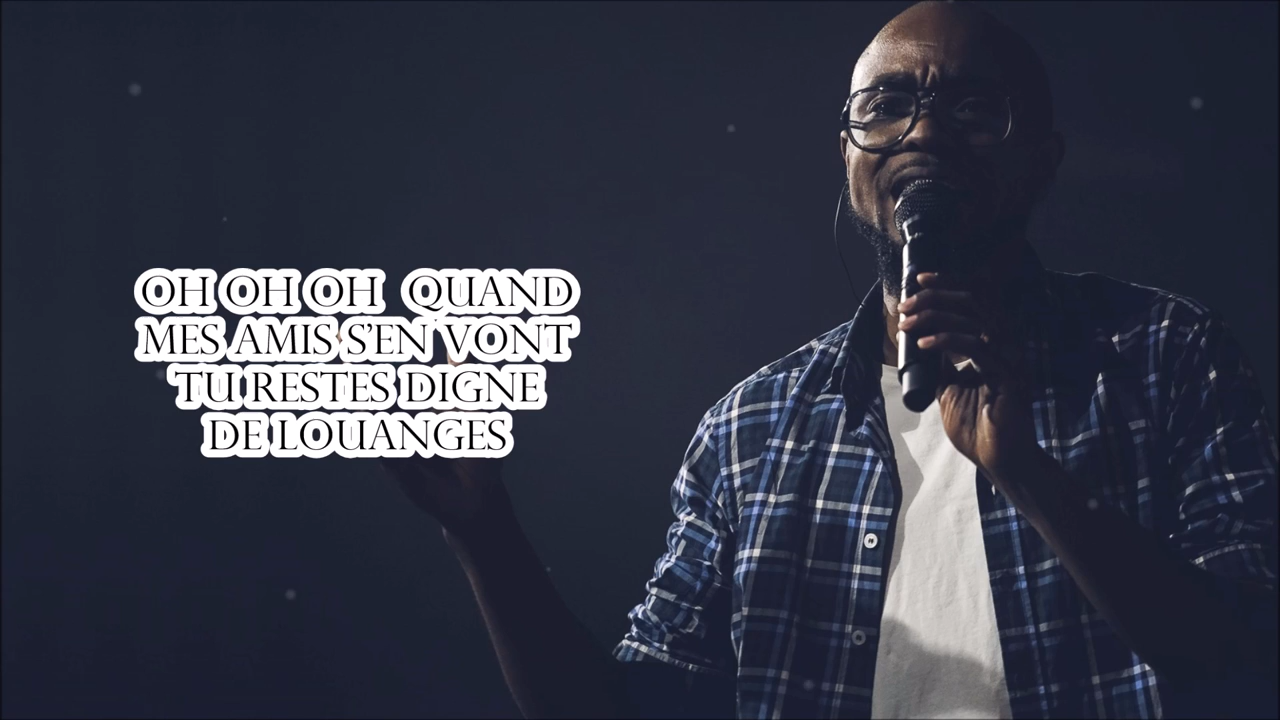 OH OH OH QUAND
MES AMIS S'EN VONT
TU RESTES DIGNE
DE LOUANGES